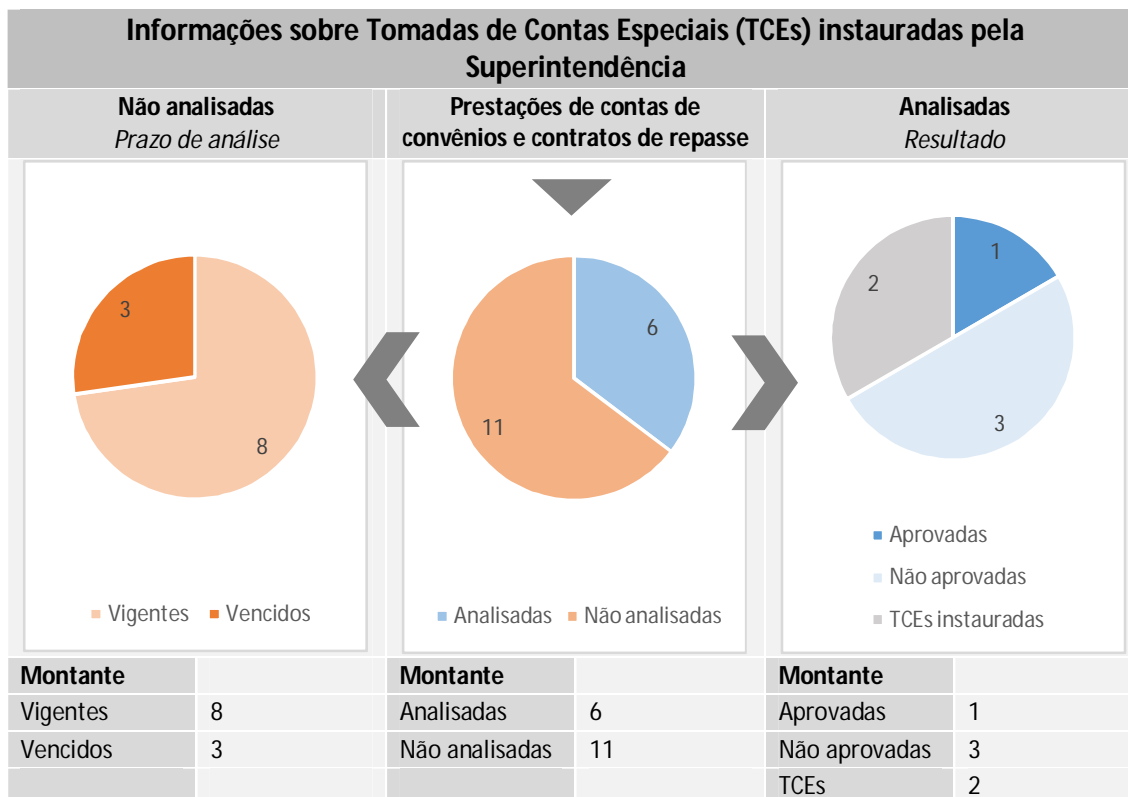 Informações sobre Tomadas de Contas Especiais (TCEs) instauradas pela
Superintendência
Não analisadas
Prazo de análise
Prestações de contas de
convênios e contratos de repasse
Analisadas
Resultado
3
8
Vigentes Vencidos
6
11
Analisadas Não analisadas
1
2
3
Aprovadas
Não aprovadas
TCEs instauradas
Montante Montante Montante
Vigentes 8 Analisadas 6 Aprovadas 1
Vencidos 3 Não analisadas 11 Não aprovadas 3
TCEs 2